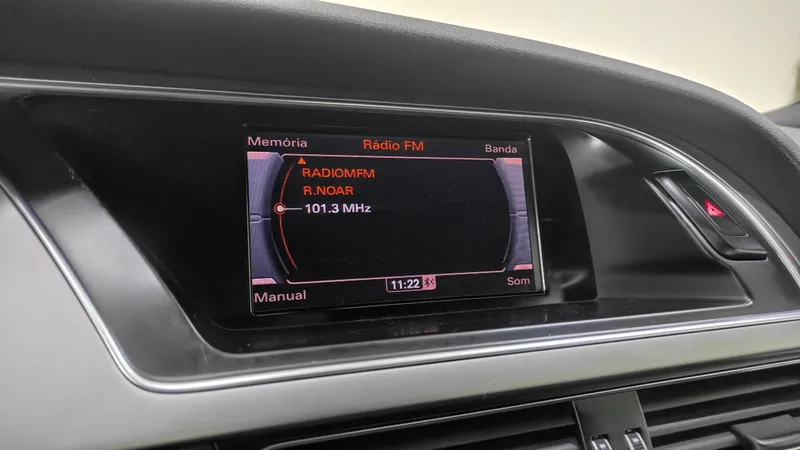 Memória
Rádio FM
Banda
RADIOMFM
R.NOAR
101.3 MHz
Manual
11:22
Som